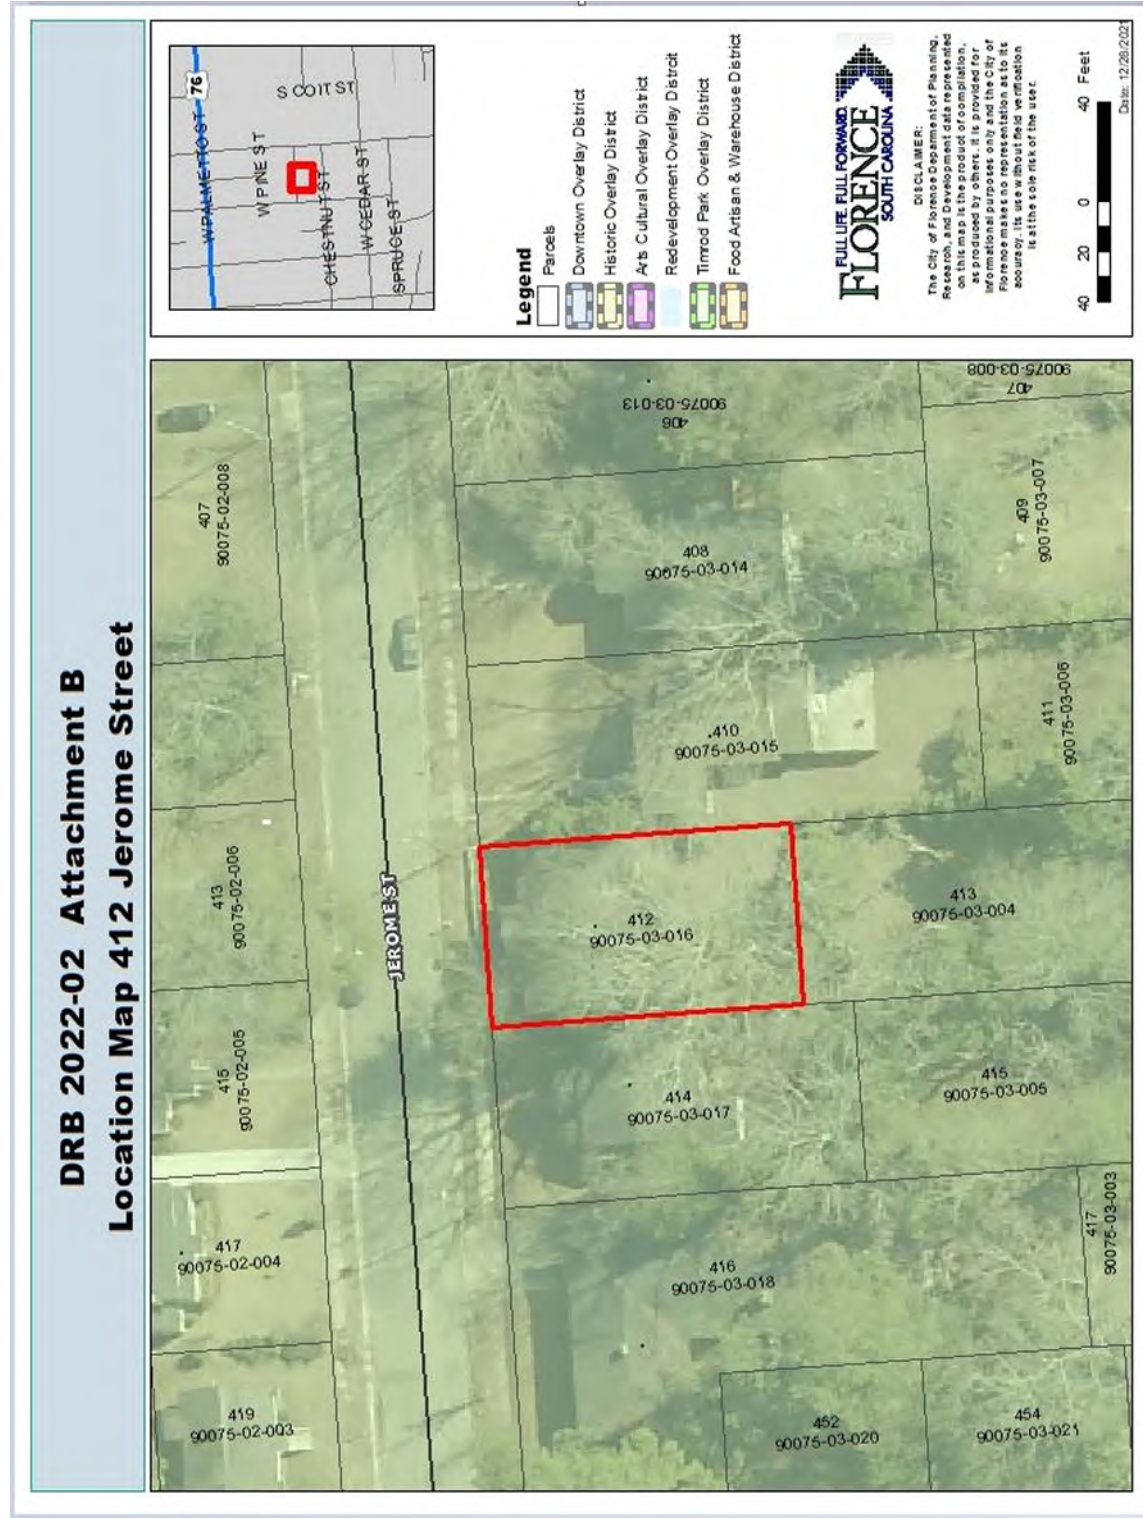 DRB 2022-02 Attachment B
Location Map 412 Jerome Street
76
W PALMETTO ST
S COIT ST
W PINE ST
CHESTNUT ST
W CEDAR ST
SPRUCE ST
Legend
Parcels
Downtown Overlay District
Historic Overlay District
Arts Cultural Overlay District
Redevelopment Overlay Distrcit
Timrod Park Overlay District
Food Artisan & Warehouse District
FULL LIFE. FULL FORWARD.
FLORENCE
SOUTH CAROLINA
DISCLAIMER:
The City of Florence Deparment of Planning,
Research, and Development data represented
on this map is the product of compilation,
as produced by others. It is provided for
informational purposes only and the City of
Florence makes no representation as to its
accuracy. Its use without field verification
is at the sole risk of the user.
40 20 0 40 Feet
Date: 12/28/2021
419
90075-02-003
417
90075-02-004
415
90075-02-005
413
90075-02-006
407
90075-02-008
JEROME ST
416
90075-03-018
414
90075-03-017
412
90075-03-016
410
90075-03-015
408
90075-03-014
406
90075-03-013
452
90075-03-020
454
90075-03-021
417
90075-03-003
415
90075-03-005
413
90075-03-004
411
90075-03-006
409
90075-03-007
407
90075-03-008